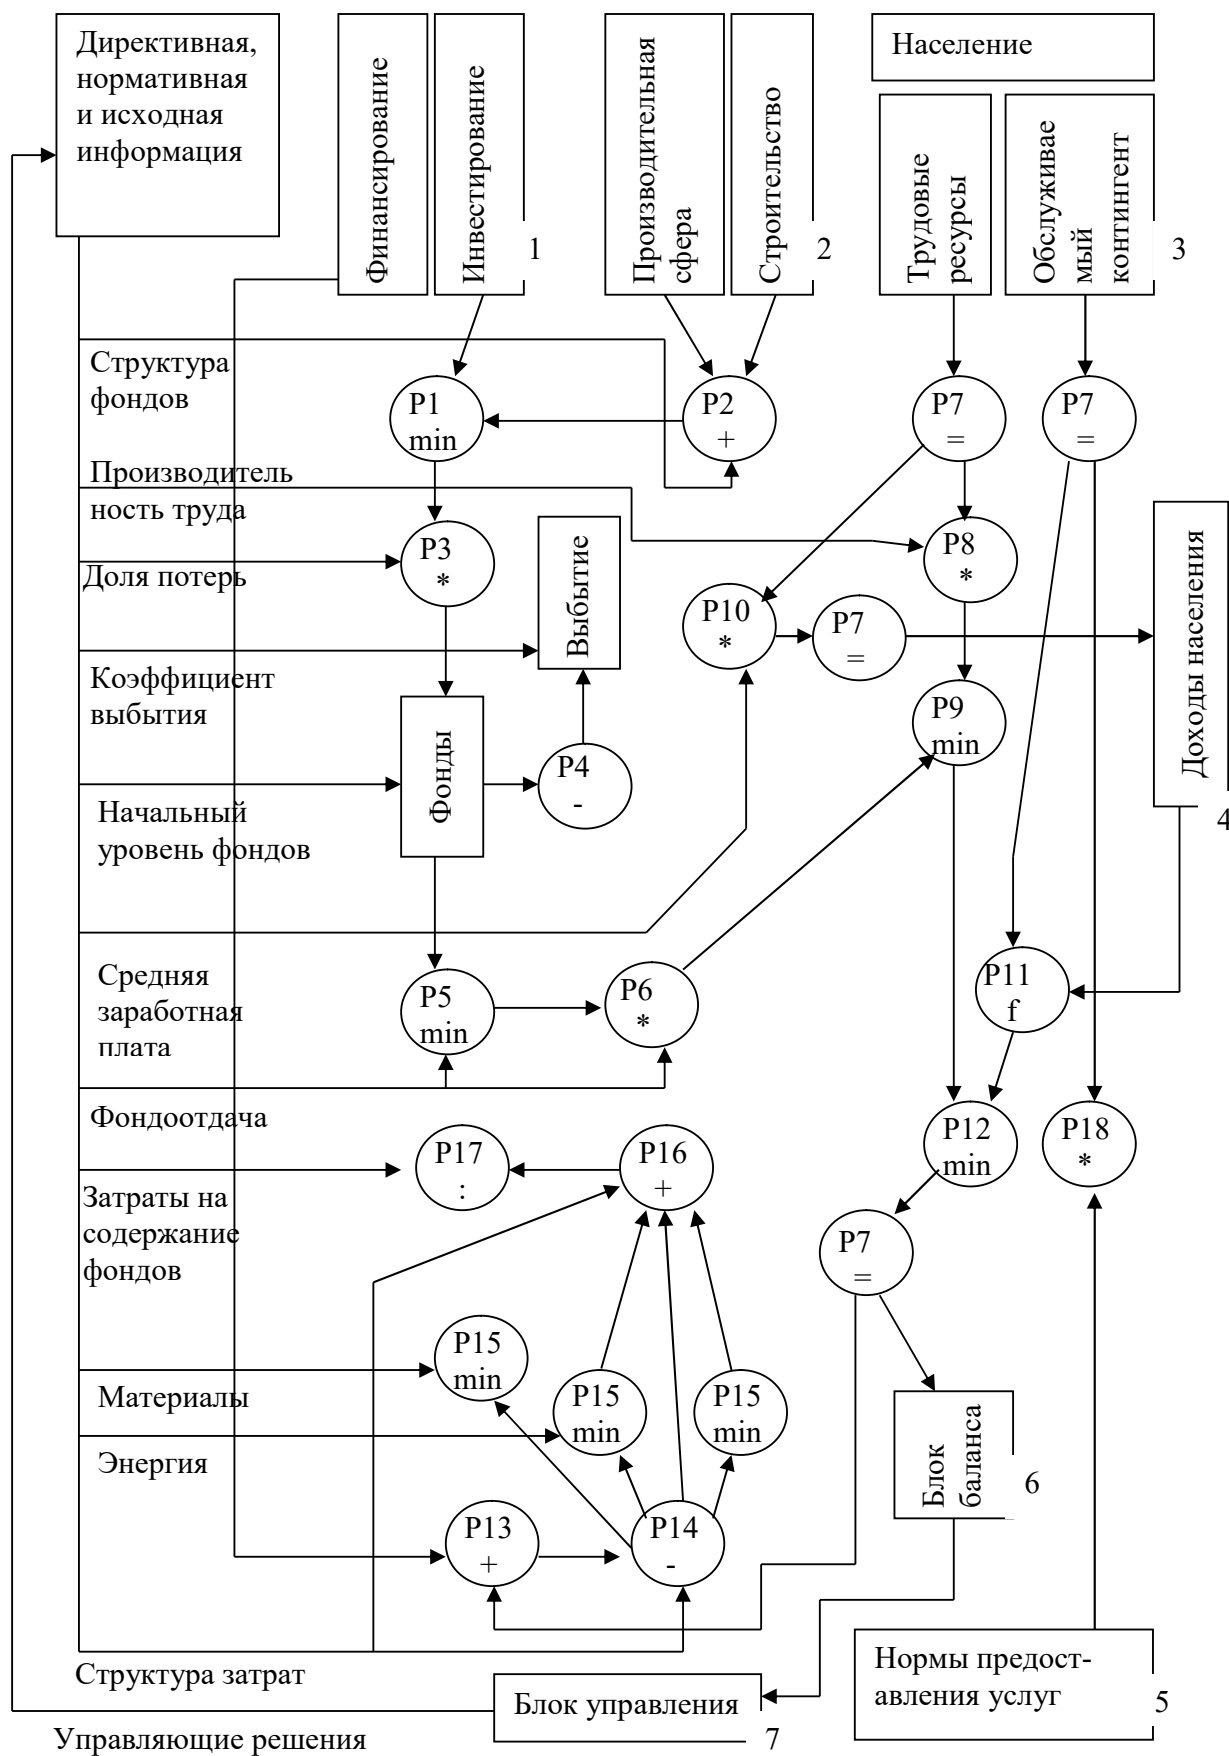 Директивная,
нормативная
и исходная
информация
Финансирование
Инвестирование
1
Производительная
сфера
Строительство
2
Население
Трудовые
ресурсы
Обслуживае
мый
контингент
3
Структура
фондов
P1
min
P2
+
P7
=
P7
=
Производитель
ность труда
P3
*
Выбытие
P8
*
Доходы населения
4
Доля потерь
P10
*
P7
=
Коэффициент
выбытия
P9
min
Фонды
P4
-
Начальный
уровень фондов
Средняя
заработная
плата
P5
min
P6
*
P11
f
Фондоотдача
P17
:
P16
+
P12
min
P18
*
Затраты на
содержание
фондов
P7
=
P15
min
Материалы
P15
min
P15
min
Блок
баланса
6
Энергия
P13
+
P14
-
Структура затрат
Нормы предост-
авления услуг
5
Блок управления
7
Управляющие решения